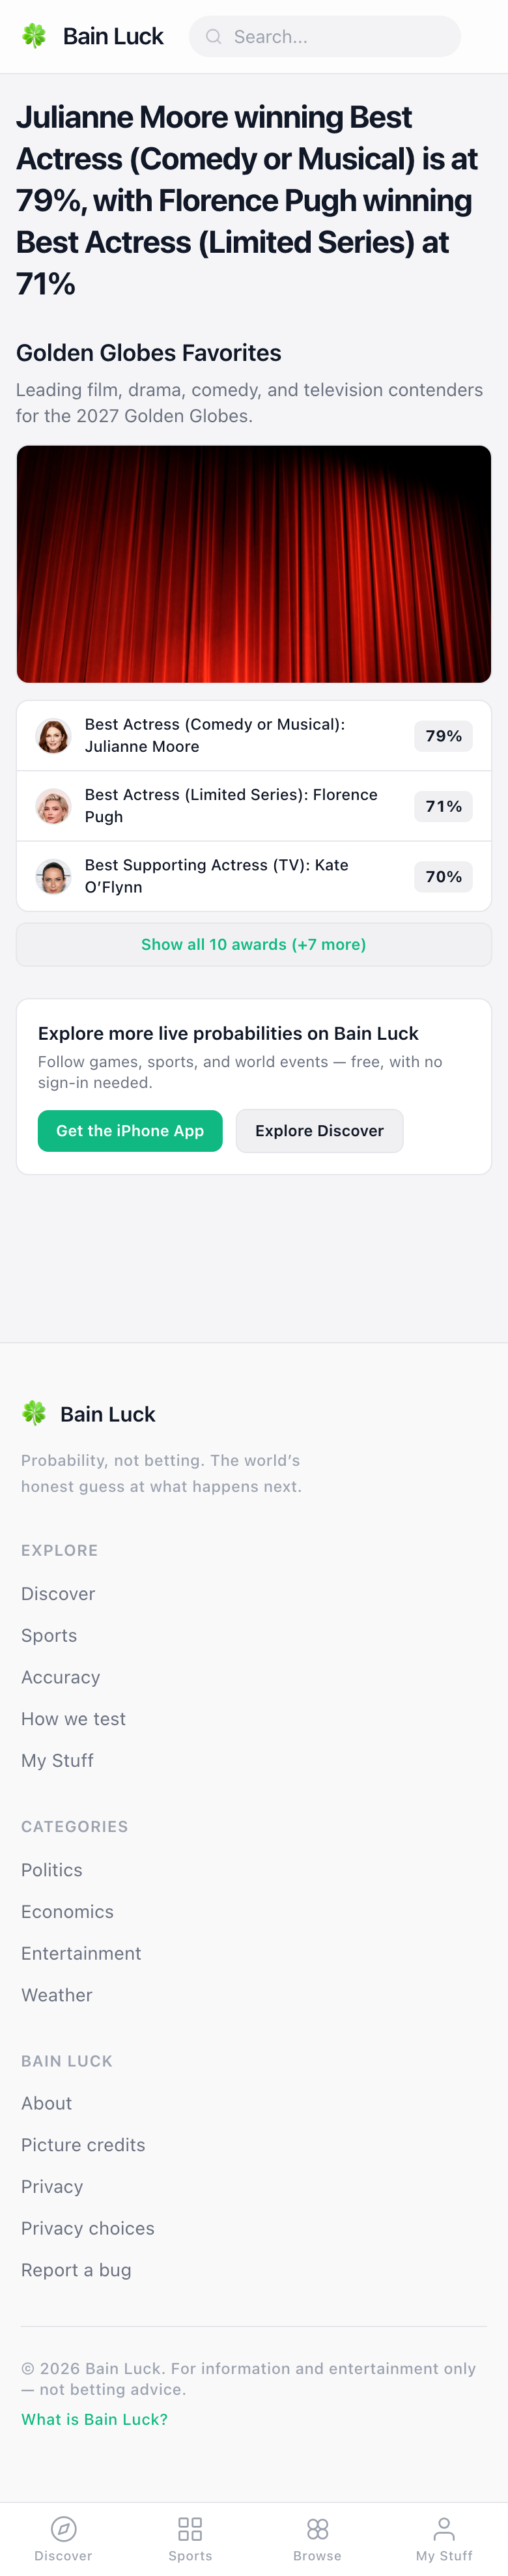 Bain Luck
Search...
Julianne Moore winning Best
Actress (Comedy or Musical) is at
79%, with Florence Pugh winning
Best Actress (Limited Series) at
71%
Golden Globes Favorites
Leading film, drama, comedy, and television contenders
for the 2027 Golden Globes.
Best Actress (Comedy or Musical):
Julianne Moore
79%
Best Actress (Limited Series): Florence
Pugh
71%
Best Supporting Actress (TV): Kate
O’Flynn
70%
Show all 10 awards (+7 more)
Explore more live probabilities on Bain Luck
Follow games, sports, and world events — free, with no
sign-in needed.
Get the iPhone App
Explore Discover
Bain Luck
Probability, not betting. The world’s
honest guess at what happens next.
EXPLORE
Discover
Sports
Accuracy
How we test
My Stuff
CATEGORIES
Politics
Economics
Entertainment
Weather
BAIN LUCK
About
Picture credits
Privacy
Privacy choices
Report a bug
© 2026 Bain Luck. For information and entertainment only
— not betting advice.
What is Bain Luck?
Discover
Sports
Browse
My Stuff